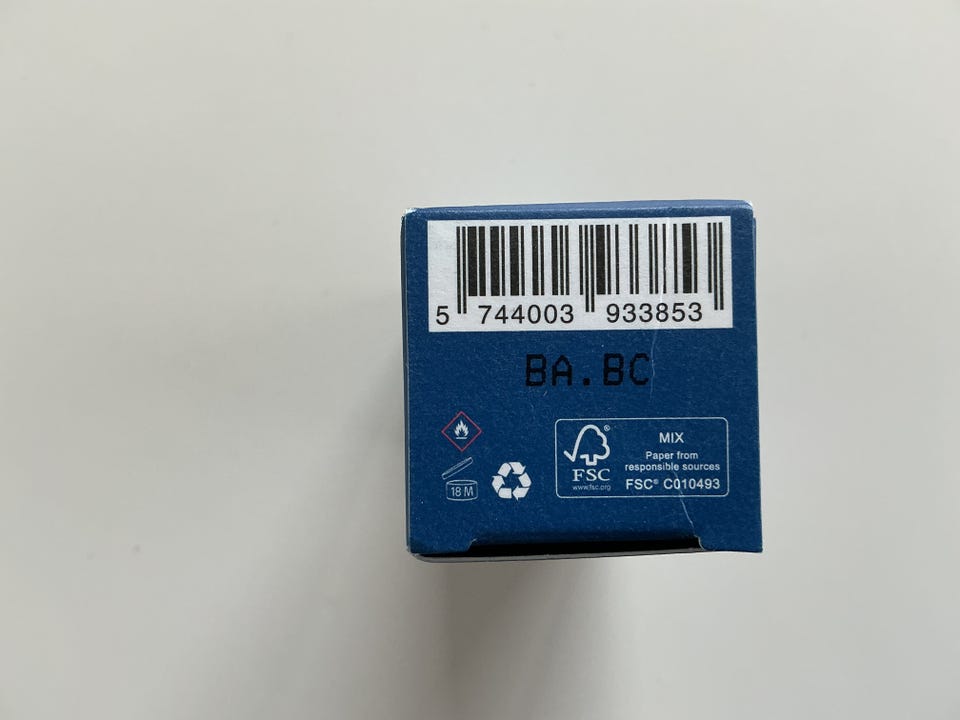 5 744003 933853
BA.BC
MIX
Paper from
responsible sources
FSC® C010493
FSC
www.fsc.org
18 M